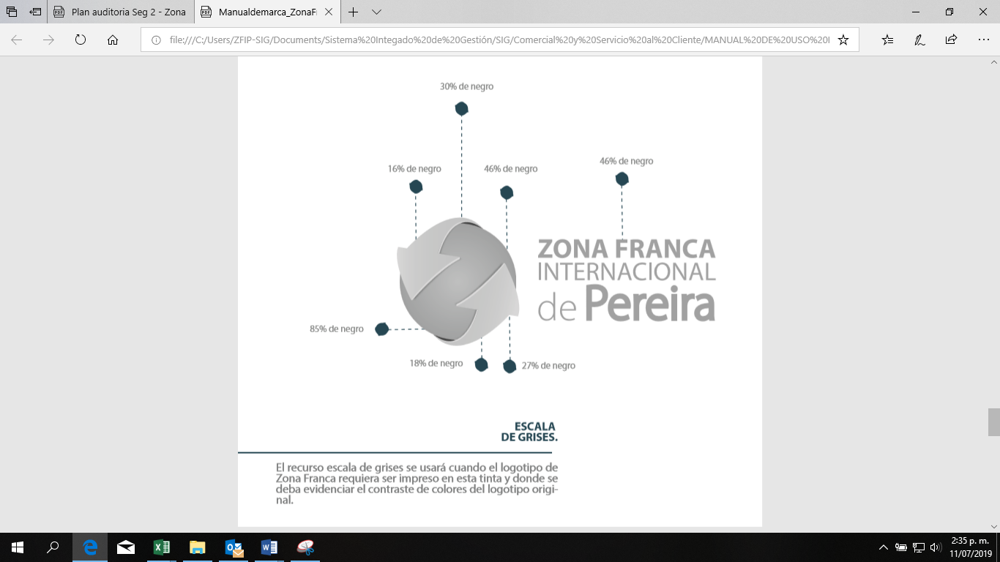 Plan auditoria Seg 2 - Zona
Manualdemarca_ZonaF
file:///C:/Users/ZFIP-SIG/Documents/Sistema%20Integado%20de%20Gestión/SIG/Comercial%20y%20Servicio%20al%20Cliente/MANUAL%20DE%20USO%20
30% de negro
16% de negro
46% de negro
46% de negro
ZONA FRANCA
INTERNACIONAL
de Pereira
85% de negro
18% de negro
27% de negro
ESCALA
DE GRISES.
El recurso escala de grises se usará cuando el logotipo de
Zona Franca requiera ser impreso en esta tinta y donde se
deba evidenciar el contraste de colores del logotipo origi-
nal.
2:35 p. m.
11/07/2019